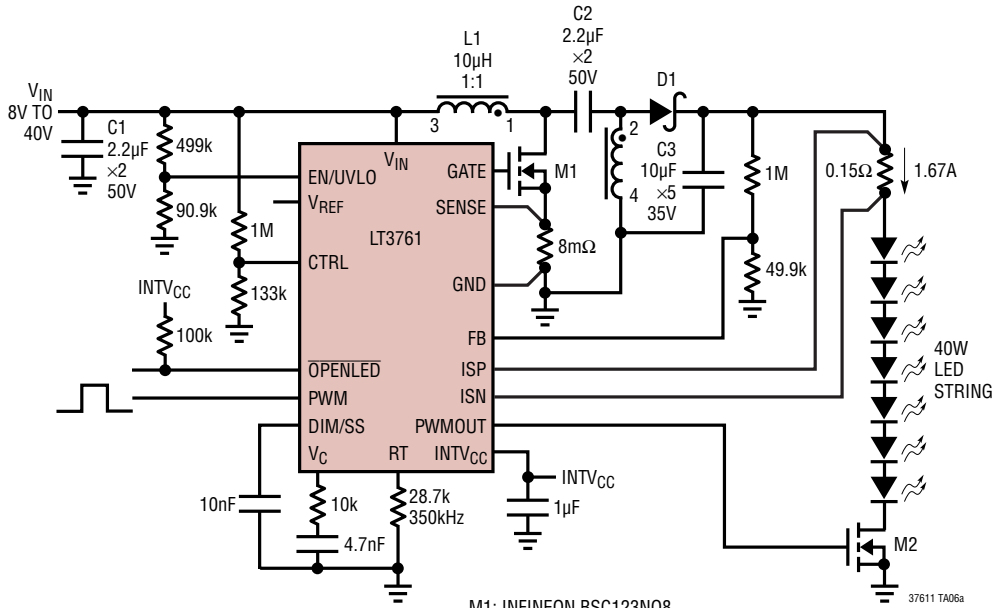 C2
2.2µF
×2
50V
L1
10µH
1:1
3
1
D1
V_IN
8V TO
40V
C1
2.2µF
×2
50V
499k
90.9k
1M
133k
INTV_CC
100k
V_IN
EN/UVLO
V_REF
LT3761
CTRL
OPENLED
PWM
DIM/SS
V_C
RT
GATE
SENSE
GND
FB
ISP
ISN
PWMOUT
INTV_CC
M1
8mΩ
2
4
C3
10µF
×5
35V
1M
49.9k
0.15Ω
1.67A
40W
LED
STRING
M2
INTV_CC
1µF
10nF
10k
4.7nF
28.7k
350kHz
37611 TA06a